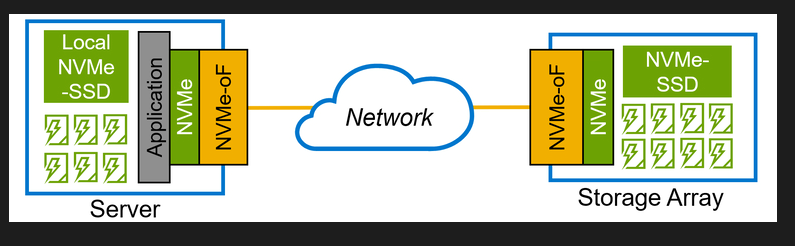 Local
NVMe
-SSD
Application
NVMe
NVMe-oF
Server
Network
NVMe-oF
NVMe
NVMe-
SSD
Storage Array